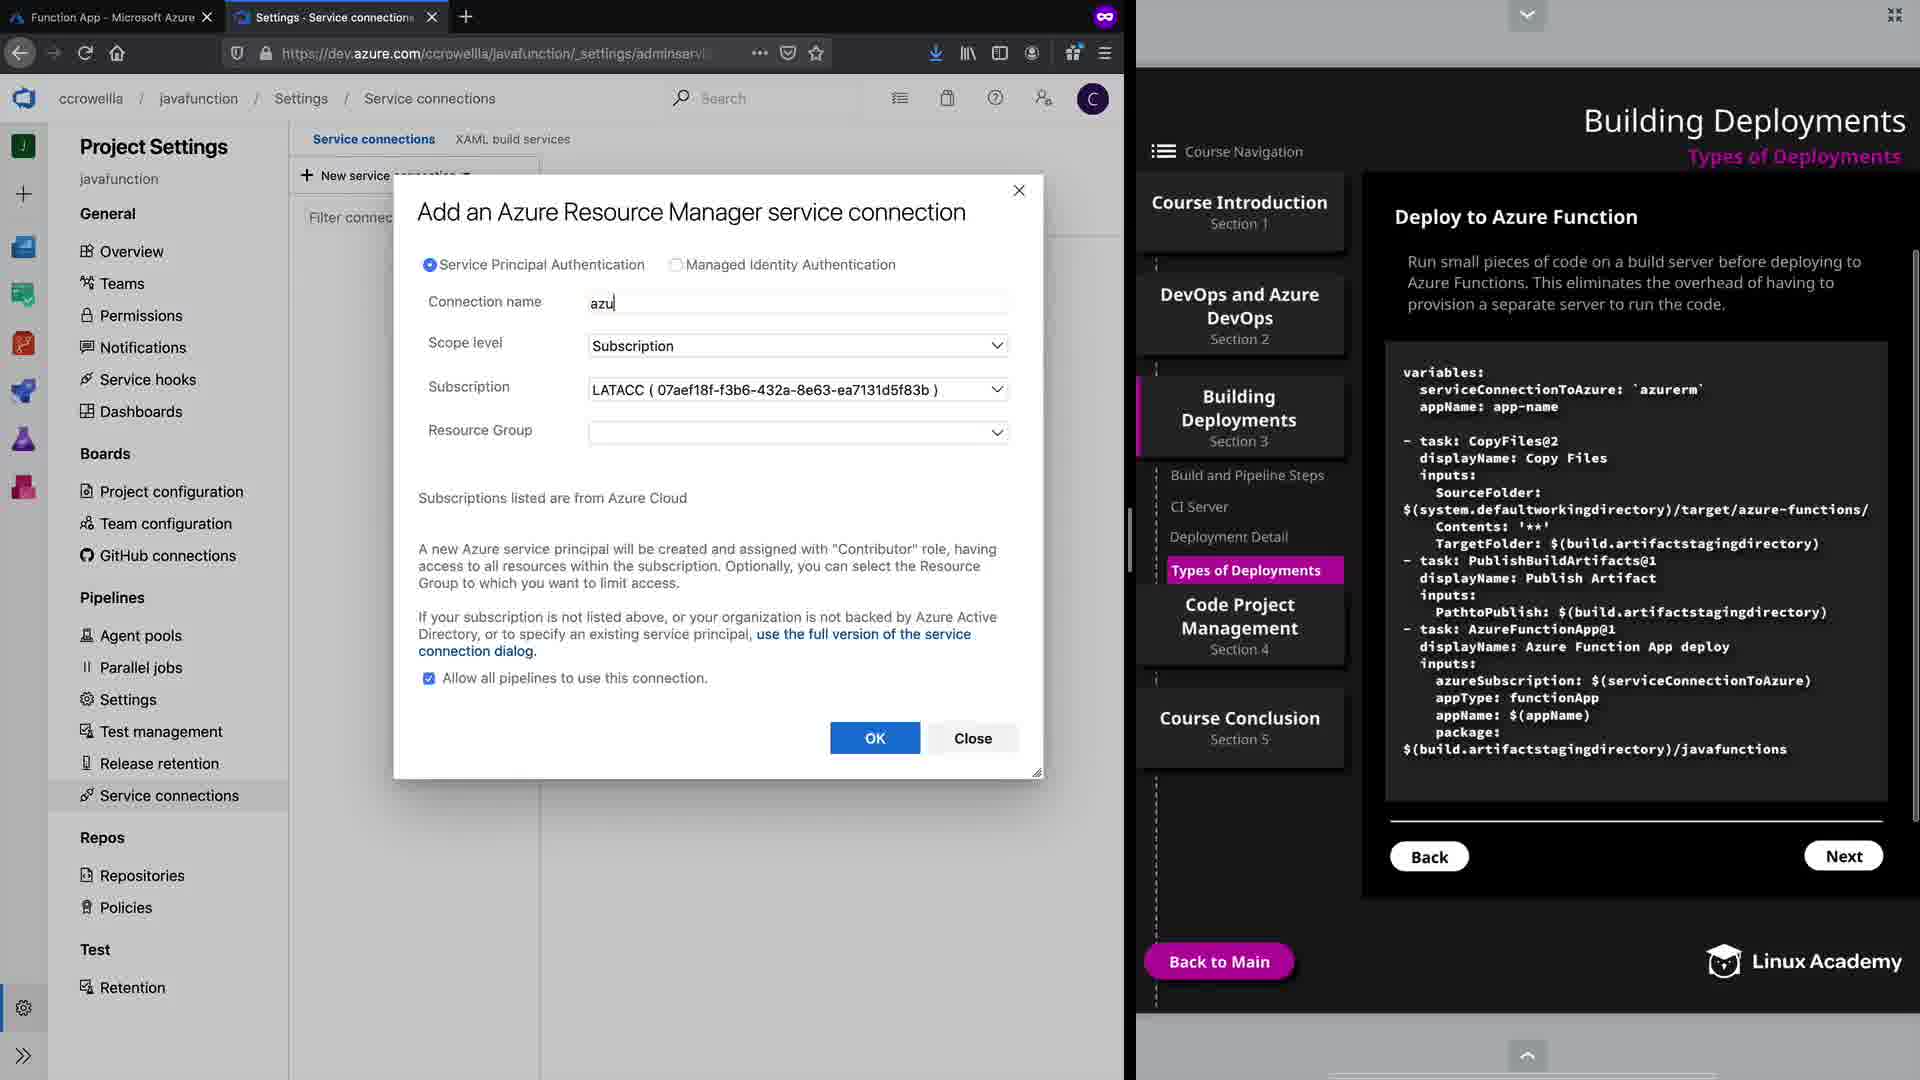 Function App - Microsoft Azure
Settings · Service connections
https://dev.azure.com/ccrowellla/javafunction/_settings/adminserv
ccrowellla / javafunction / Settings / Service connections
Search
C
J
Project Settings
javafunction
General
Overview
Teams
Permissions
Notifications
Service hooks
Dashboards
Boards
Project configuration
Team configuration
GitHub connections
Pipelines
Agent pools
Parallel jobs
Settings
Test management
Release retention
Service connections
Repos
Repositories
Policies
Test
Retention
Service connections
XAML build services
New service
Filter connec
Add an Azure Resource Manager service connection
Service Principal Authentication
Managed Identity Authentication
Connection name
azu
Scope level
Subscription
Subscription
LATACC ( 07aef18f-f3b6-432a-8e63-ea7131d5f83b )
Resource Group
Subscriptions listed are from Azure Cloud
A new Azure service principal will be created and assigned with "Contributor" role, having
access to all resources within the subscription. Optionally, you can select the Resource
Group to which you want to limit access.
If your subscription is not listed above, or your organization is not backed by Azure Active
Directory, or to specify an existing service principal, use the full version of the service
connection dialog.
Allow all pipelines to use this connection.
OK
Close
Building Deployments
Types of Deployments
Course Navigation
Course Introduction
Section 1
DevOps and Azure
DevOps
Section 2
Building
Deployments
Section 3
Build and Pipeline Steps
CI Server
Deployment Detail
Types of Deployments
Code Project
Management
Section 4
Course Conclusion
Section 5
Back to Main
Deploy to Azure Function
Run small pieces of code on a build server before deploying to
Azure Functions. This eliminates the overhead of having to
provision a separate server to run the code.
variables:
serviceConnectionToAzure: `azurerm`
appName: app-name
- task: CopyFiles@2
displayName: Copy Files
inputs:
SourceFolder:
$(system.defaultworkingdirectory)/target/azure-functions/
Contents: '**'
TargetFolder: $(build.artifactstagingdirectory)
- task: PublishBuildArtifacts@1
displayName: Publish Artifact
inputs:
PathtoPublish: $(build.artifactstagingdirectory)
- task: AzureFunctionApp@1
displayName: Azure Function App deploy
inputs:
azureSubscription: $(serviceConnectionToAzure)
appType: functionApp
appName: $(appName)
package:
$(build.artifactstagingdirectory)/javafunctions
Back
Next
Linux Academy